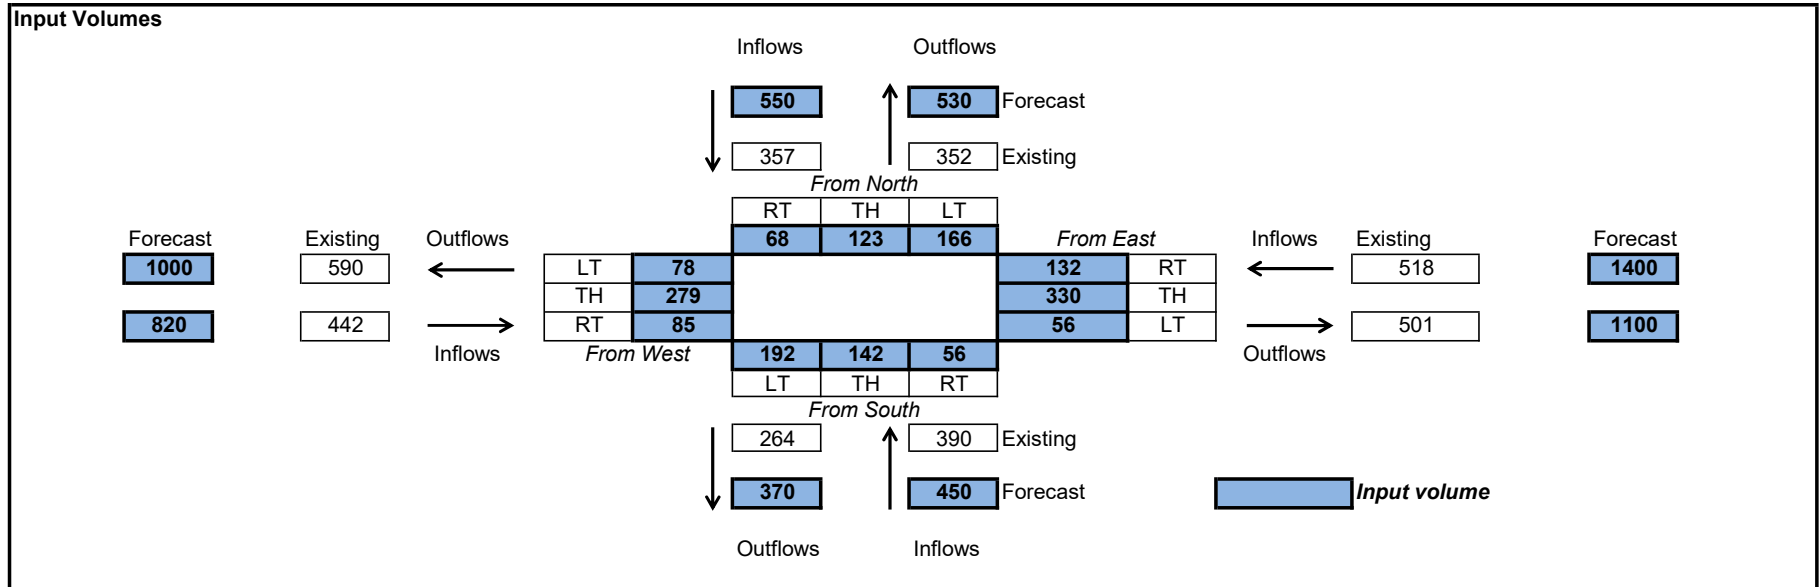 Input Volumes
Inflows Outflows
550 530 Forecast
357 352 Existing
From North
RT TH LT
Forecast Existing Outflows 68 123 166 From East Inflows Existing Forecast
1000 590 LT 78 132 RT 518 1400
TH 279 330 TH
820 442 RT 85 56 LT 501 1100
Inflows From West 192 142 56 Outflows
LT TH RT
From South
264 390 Existing
370 450 Forecast Input volume
Outflows Inflows